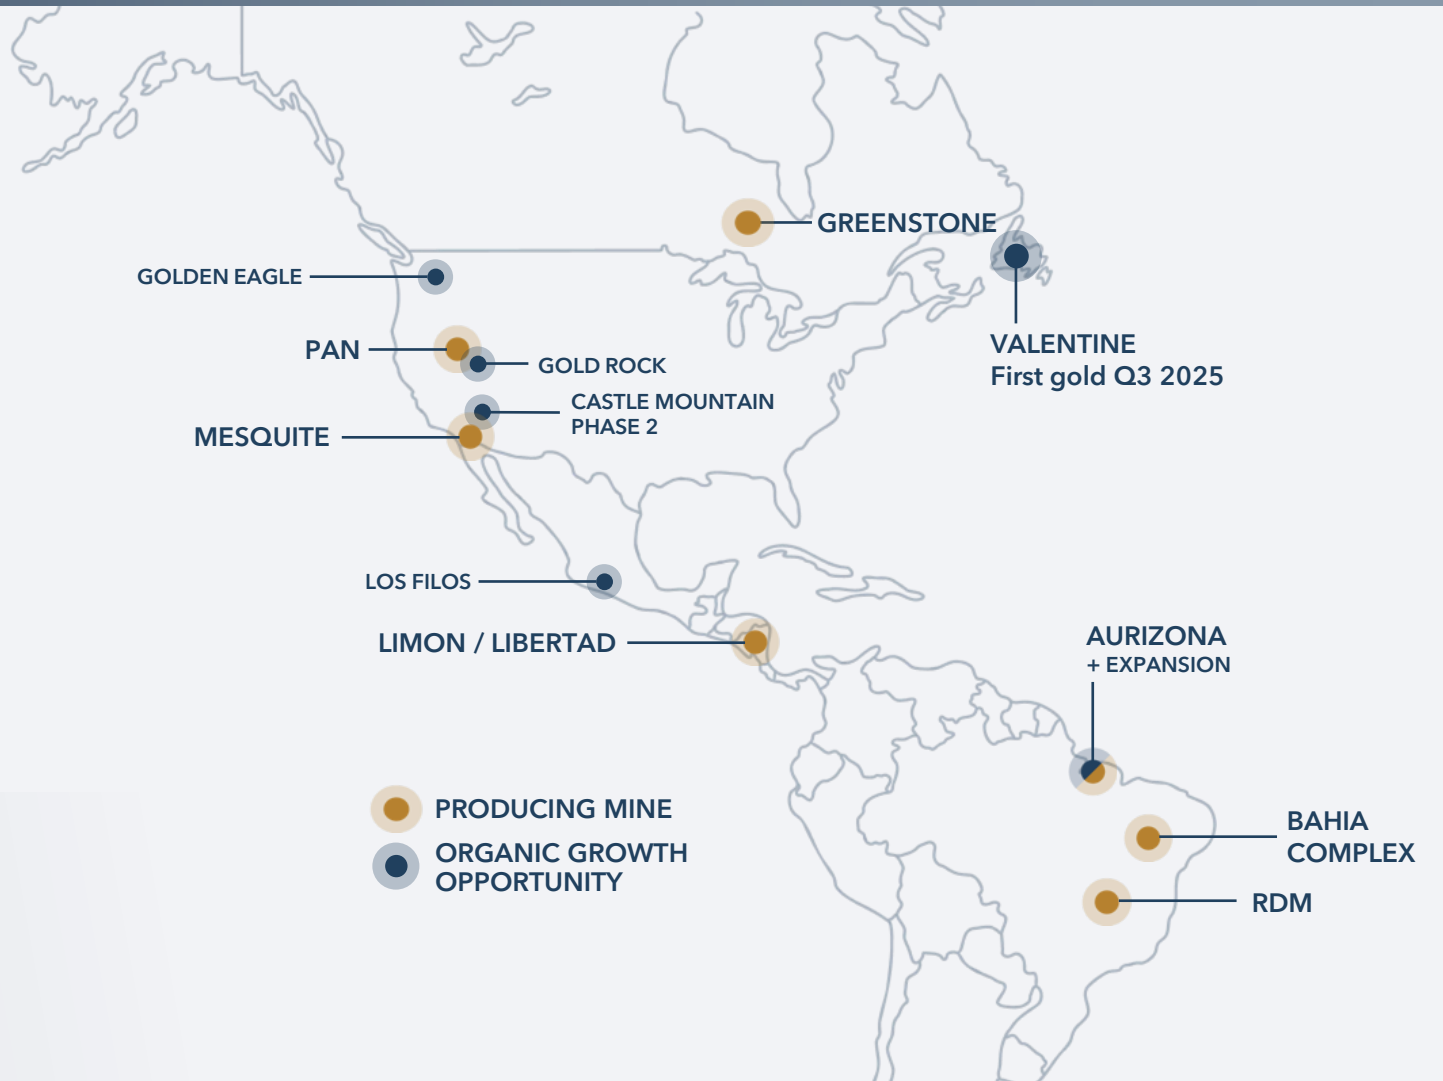 GREENSTONE
GOLDEN EAGLE
VALENTINE
First gold Q3 2025
PAN
GOLD ROCK
CASTLE MOUNTAIN
PHASE 2
MESQUITE
LOS FILOS
LIMON / LIBERTAD
AURIZONA
+ EXPANSION
PRODUCING MINE
ORGANIC GROWTH
OPPORTUNITY
BAHIA
COMPLEX
RDM